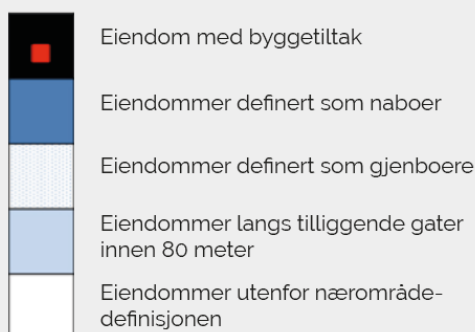 Eiendom med byggetiltak
Eiendommer definert som naboer
Eiendommer definert som gjenboere
Eiendommer langs tilliggende gater
innen 80 meter
Eiendommer utenfor nærområde-
definisjonen